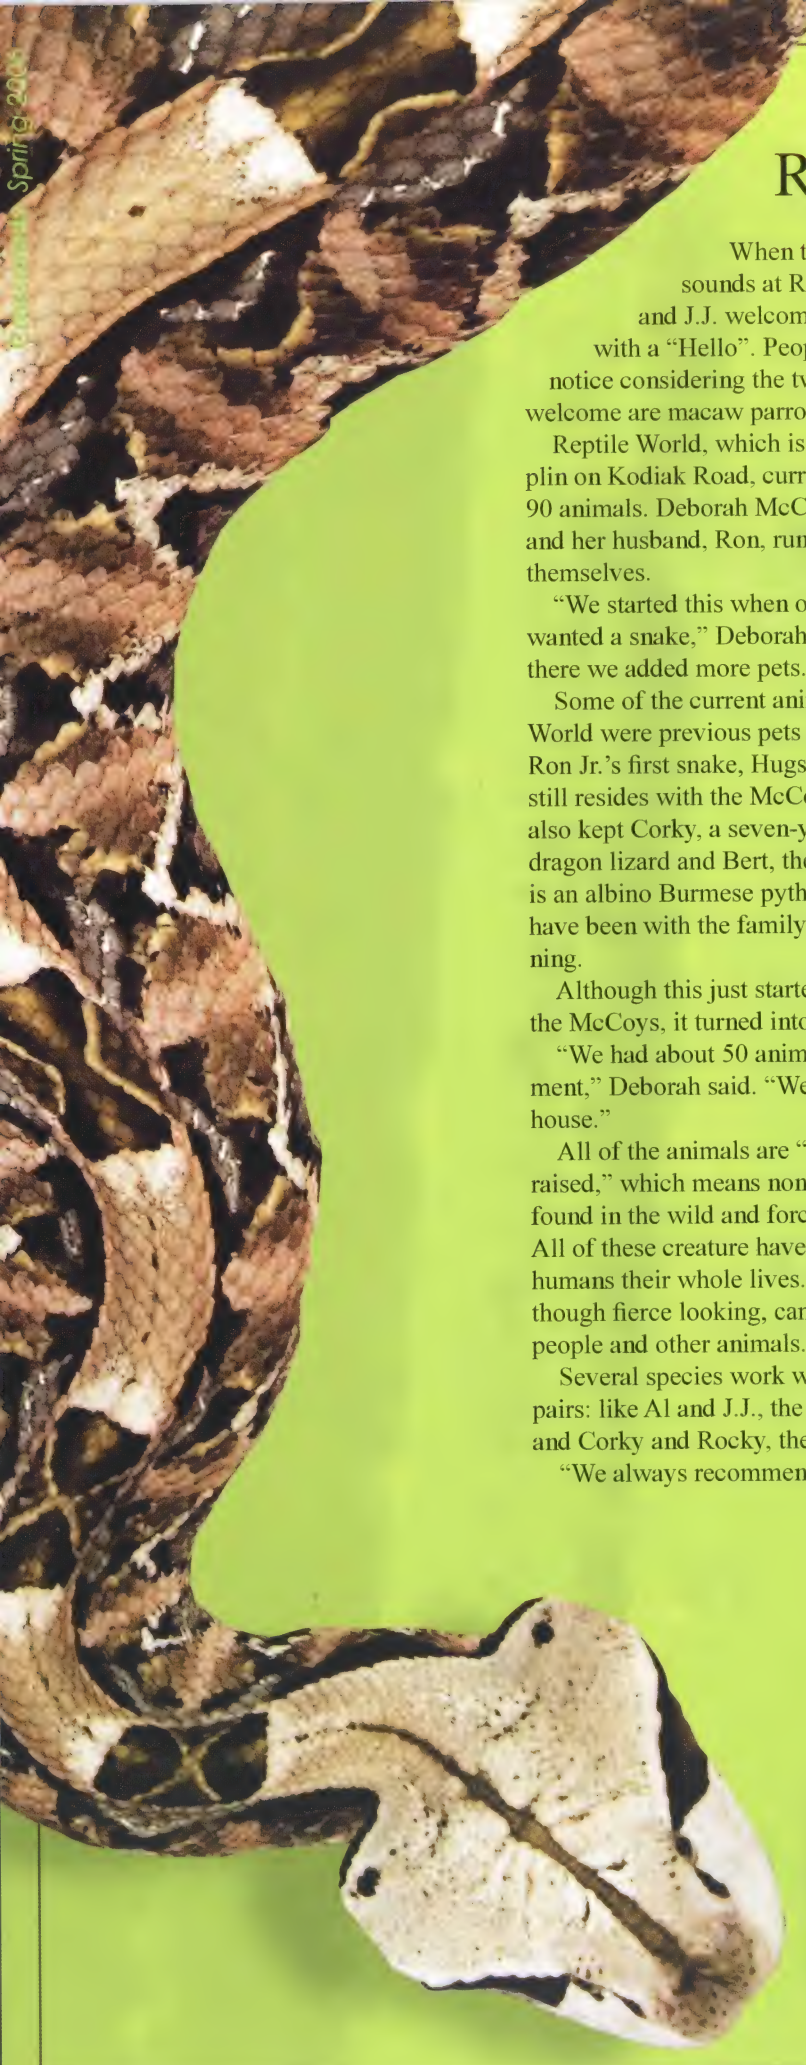 Spring 2006
R
When t
sounds at R
and J.J. welcom
with a “Hello”. Peop
notice considering the tw
welcome are macaw parro
Reptile World, which is
plin on Kodiak Road, curr
90 animals. Deborah McC
and her husband, Ron, run
themselves.
“We started this when o
wanted a snake,” Deborah
there we added more pets.
Some of the current ani
World were previous pets
Ron Jr.’s first snake, Hugs
still resides with the McCo
also kept Corky, a seven-y
dragon lizard and Bert, the
is an albino Burmese pyth
have been with the family
ning.
Although this just starte
the McCoys, it turned into
“We had about 50 anim
ment,” Deborah said. “We
house.”
All of the animals are “
raised,” which means non
found in the wild and forc
All of these creature have
humans their whole lives.
though fierce looking, can
people and other animals.
Several species work w
pairs: like Al and J.J., the
and Corky and Rocky, the
“We always recommen